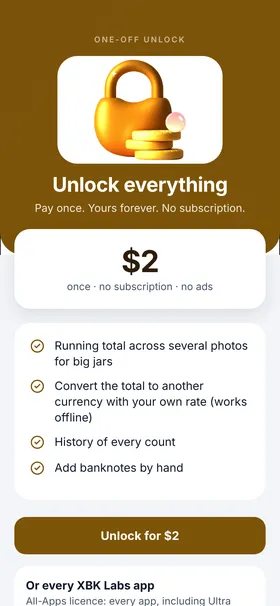 ONE-OFF UNLOCK
Unlock everything
Pay once. Yours forever. No subscription.
$2
once · no subscription · no ads
Running total across several photos
for big jars
Convert the total to another
currency with your own rate (works
offline)
History of every count
Add banknotes by hand
Unlock for $2
Or every XBK Labs app
All-Apps licence: every app, including Ultra